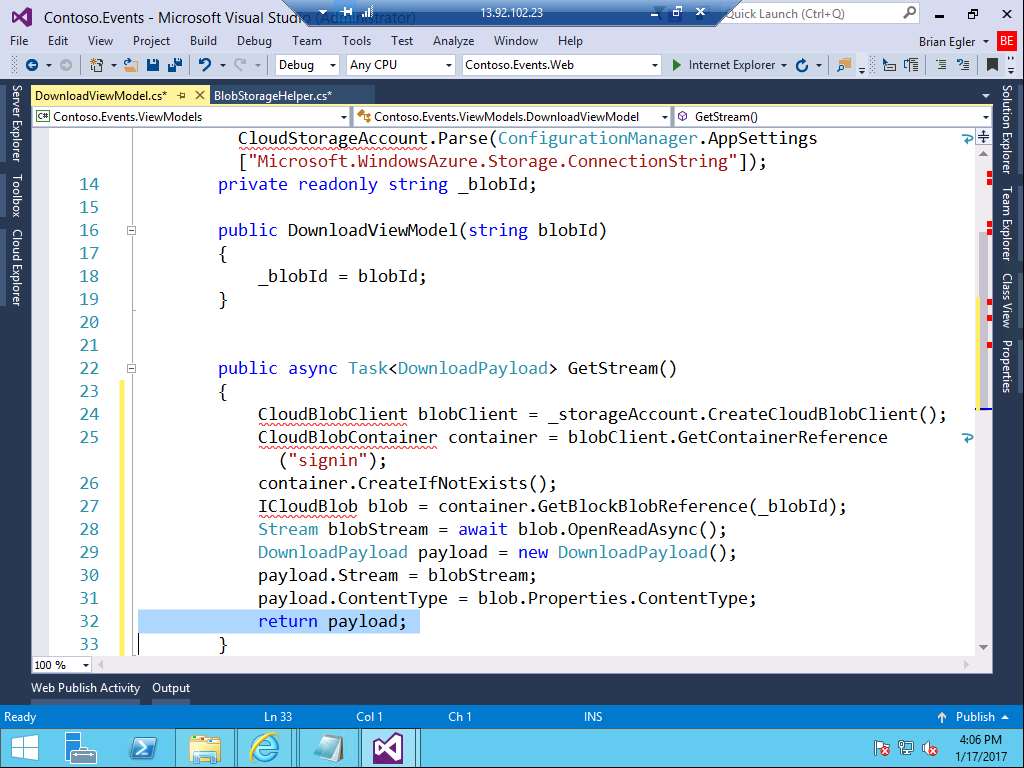 Contoso.Events - Microsoft Visual Studio (Administrator)
13.92.102.23
Quick Launch (Ctrl+Q)
File Edit View Project Build Debug Team Tools Test Analyze Window Help
Brian Egler BE
Debug Any CPU Contoso.Events.Web Internet Explorer
DownloadViewModel.cs* BlobStorageHelper.cs*
C# Contoso.Events.ViewModels Contoso.Events.ViewModels.DownloadViewModel GetStream()
Server Explorer
Toolbox
Cloud Explorer
CloudStorageAccount.Parse(ConfigurationManager.AppSettings
["Microsoft.WindowsAzure.Storage.ConnectionString"]);
14 private readonly string _blobId;
15
16 public DownloadViewModel(string blobId)
17 {
18 _blobId = blobId;
19 }
20
21
22 public async Task<DownloadPayload> GetStream()
23 {
24 CloudBlobClient blobClient = _storageAccount.CreateCloudBlobClient();
25 CloudBlobContainer container = blobClient.GetContainerReference
("signin");
26 container.CreateIfNotExists();
27 ICloudBlob blob = container.GetBlockBlobReference(_blobId);
28 Stream blobStream = await blob.OpenReadAsync();
29 DownloadPayload payload = new DownloadPayload();
30 payload.Stream = blobStream;
31 payload.ContentType = blob.Properties.ContentType;
32 return payload;
33 }
Solution Explorer
Team Explorer
Class View
Properties
100 %
Web Publish Activity Output
Ready Ln 33 Col 1 Ch 1 INS Publish
4:06 PM
1/17/2017